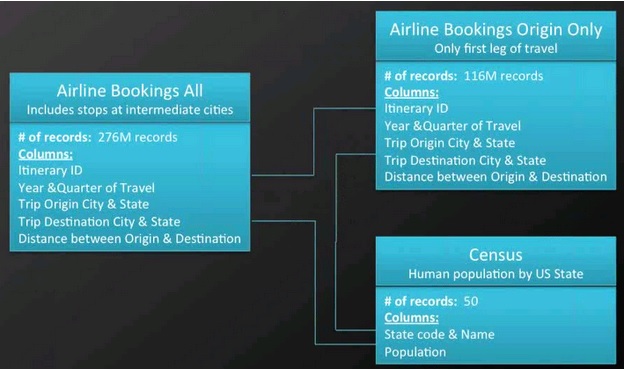 Airline Bookings All
Includes stops at intermediate cities
# of records: 276M records
Columns:
Itinerary ID
Year &Quarter of Travel
Trip Origin City & State
Trip Destination City & State
Distance between Origin & Destination
Airline Bookings Origin Only
Only first leg of travel
# of records: 116M records
Columns:
Itinerary ID
Year &Quarter of Travel
Trip Origin City & State
Trip Destination City & State
Distance between Origin & Destination
Census
Human population by US State
# of records: 50
Columns:
State code & Name
Population